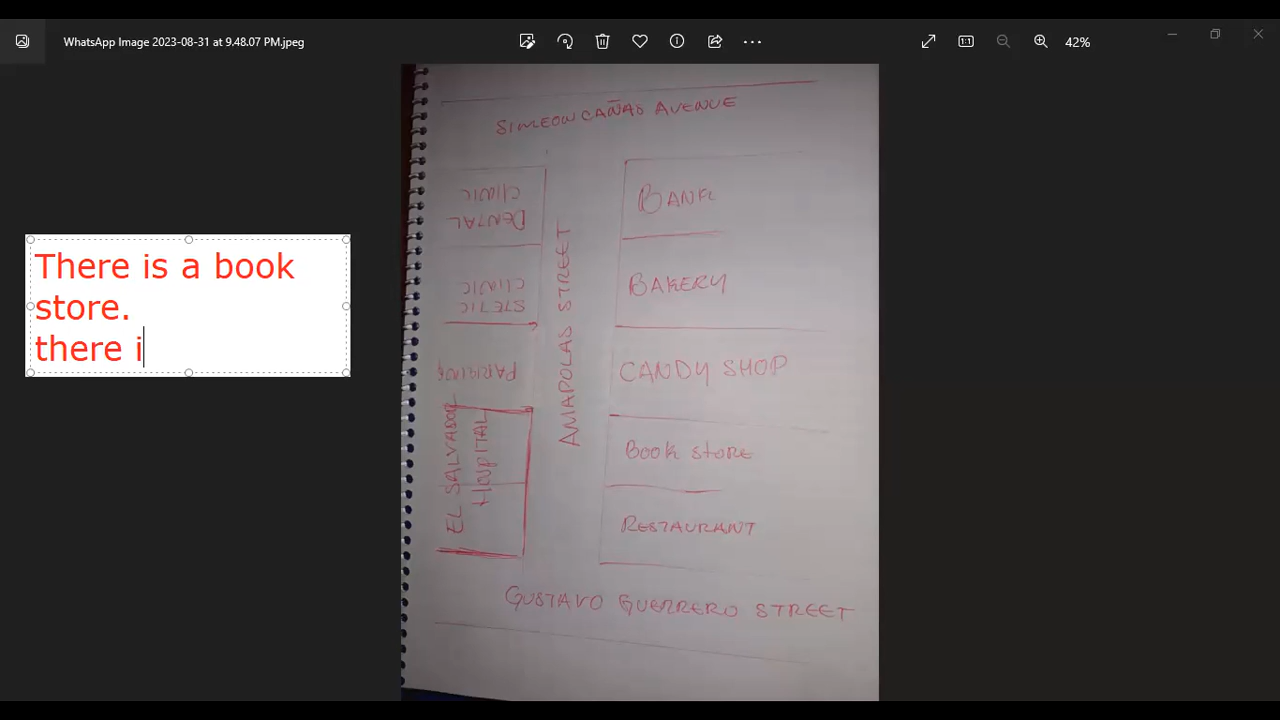 WhatsApp Image 2023-08-31 at 9.48.07 PM.jpeg
42%
There is a book
store.
there i
SIMEON CAÑAS AVENUE
DENTAL
CLINIC
STETIC
CLINIC
PARKING
EL SALVADOR
HOSPITAL
AMAPOLAS STREET
BANK
BAKERY
CANDY SHOP
BOOK STORE
RESTAURANT
GUSTAVO GUERRERO STREET